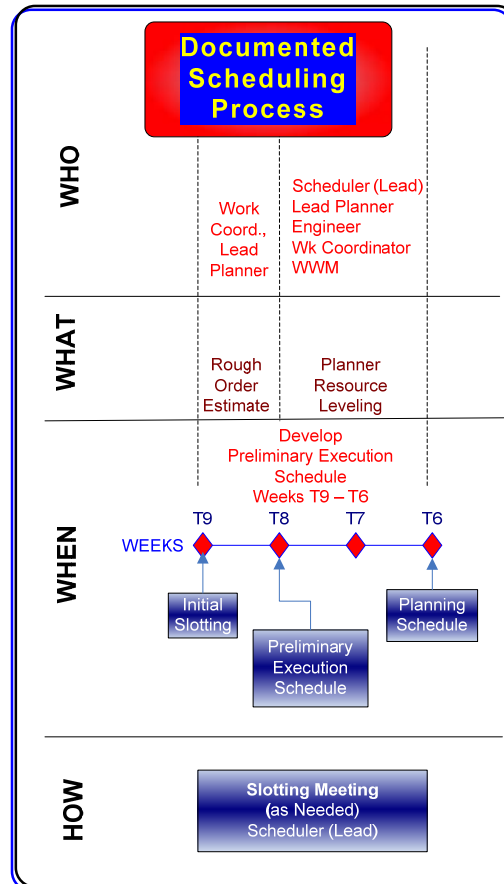 Documented
Scheduling
Process
WHO
Work
Coord.,
Lead
Planner
Scheduler (Lead)
Lead Planner
Engineer
Wk Coordinator
WWM
WHAT
Rough
Order
Estimate
Planner
Resource
Leveling
WHEN
Develop
Preliminary Execution
Schedule
Weeks T9 – T6
T9 T8 T7 T6
WEEKS
Initial
Slotting
Preliminary
Execution
Schedule
Planning
Schedule
HOW
Slotting Meeting
(as Needed)
Scheduler (Lead)